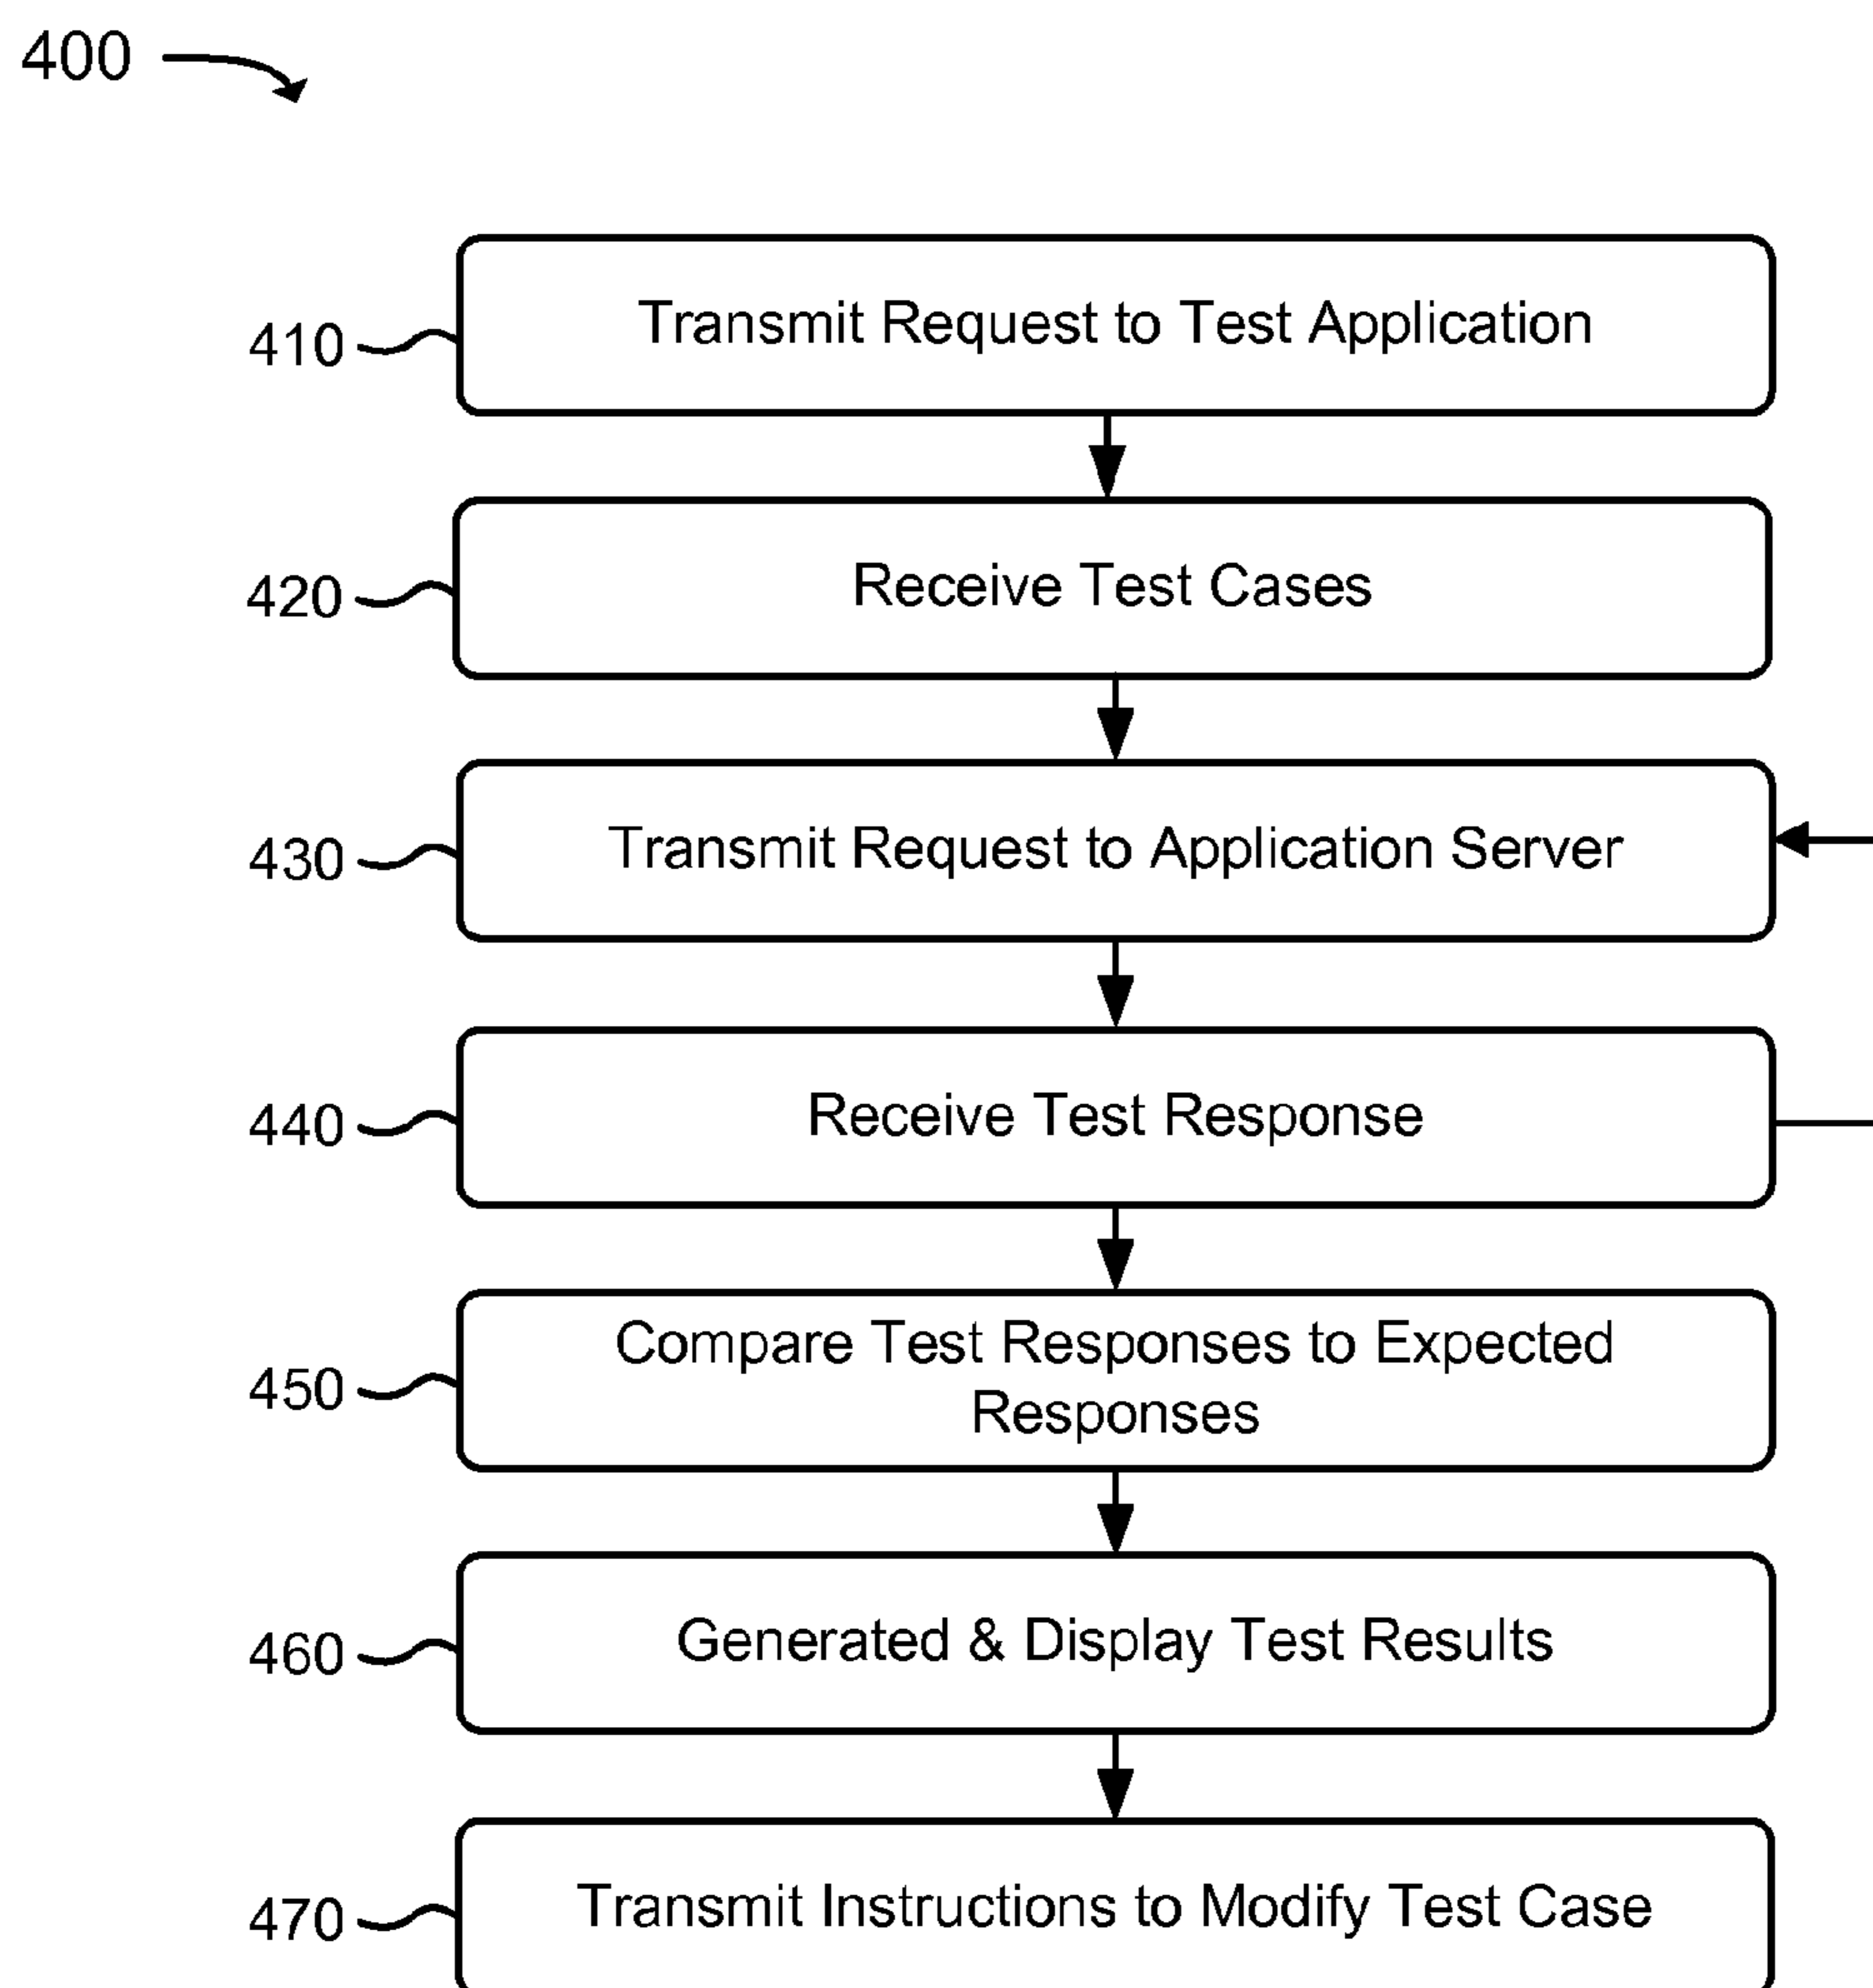 400
410
Transmit Request to Test Application
420
Receive Test Cases
430
Transmit Request to Application Server
440
Receive Test Response
450
Compare Test Responses to Expected
Responses
460
Generated & Display Test Results
470
Transmit Instructions to Modify Test Case